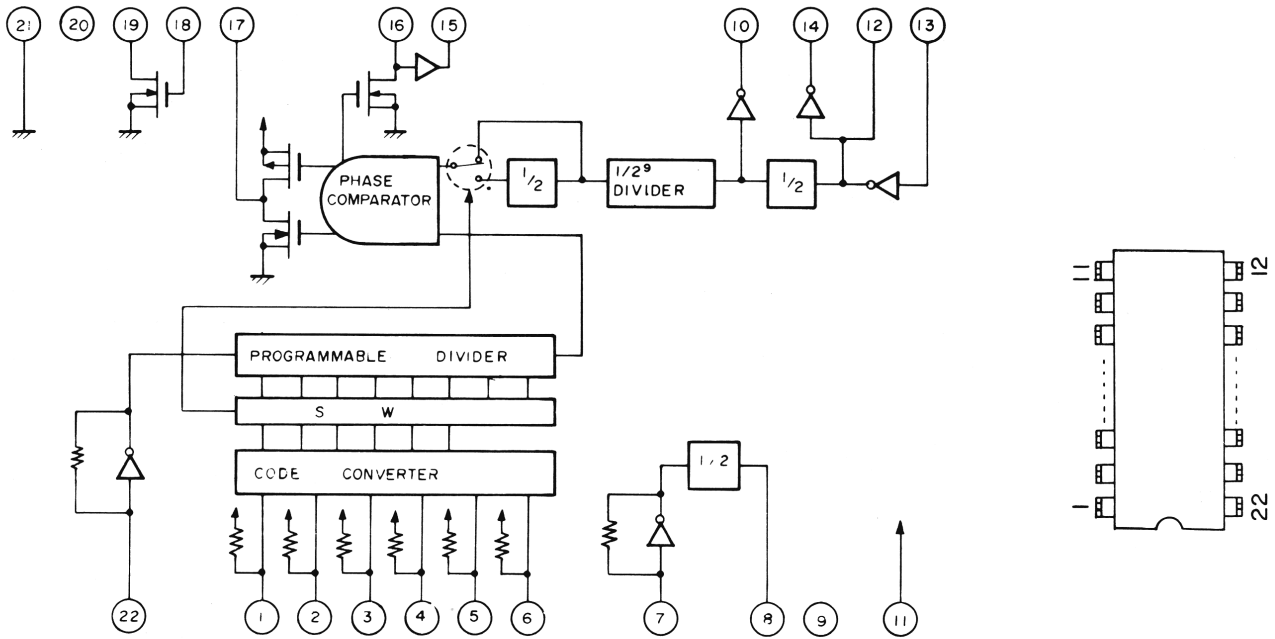 21 20 19 18 17 16 15 10 14 12 13
PHASE
COMPARATOR
1/2
1/2⁹
DIVIDER
1/2
PROGRAMMABLE DIVIDER
S W
CODE CONVERTER
1/2
22 1 2 3 4 5 6 7 8 9 11
11 12
1 22